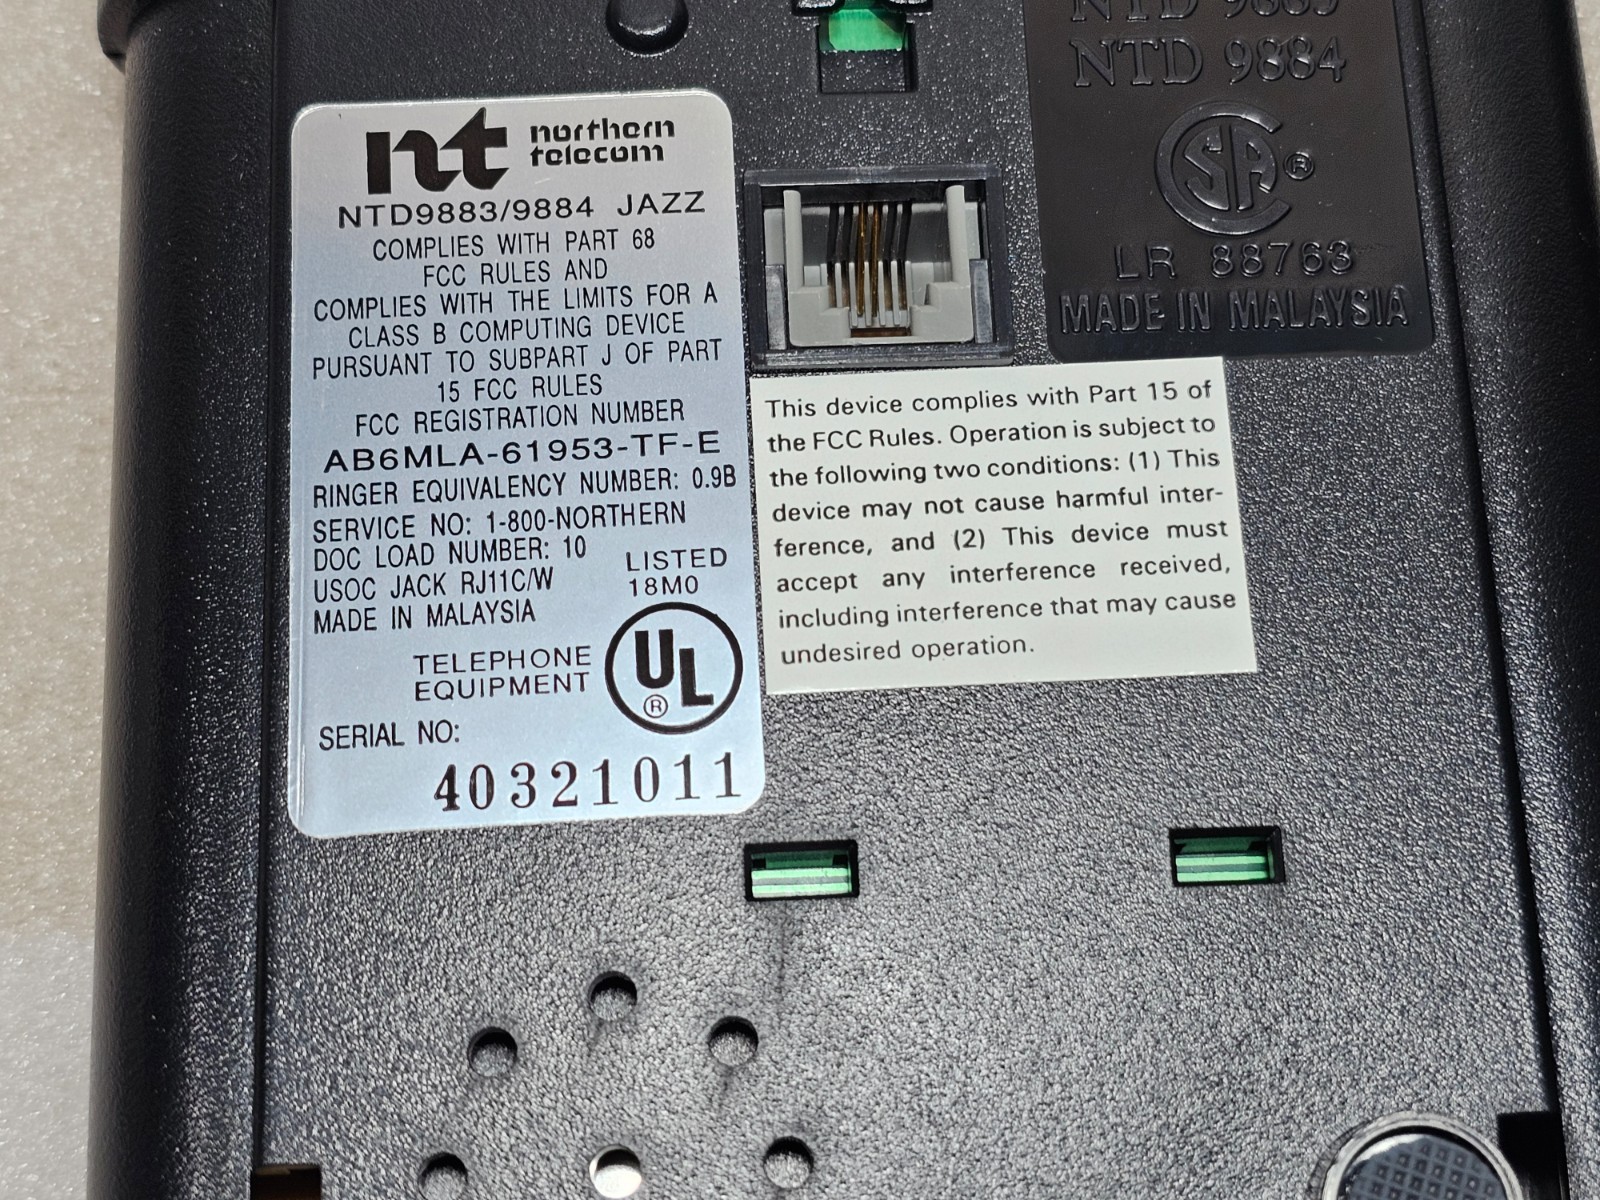 nt northern
telecom
NTD9883/9884 JAZZ
COMPLIES WITH PART 68
FCC RULES AND
COMPLIES WITH THE LIMITS FOR A
CLASS B COMPUTING DEVICE
PURSUANT TO SUBPART J OF PART
15 FCC RULES
FCC REGISTRATION NUMBER
AB6MLA-61953-TF-E
RINGER EQUIVALENCY NUMBER: 0.9B
SERVICE NO: 1-800-NORTHERN
DOC LOAD NUMBER: 10
USOC JACK RJ11C/W
MADE IN MALAYSIA
LISTED
18M0
TELEPHONE
EQUIPMENT
UL ®
SERIAL NO:
40321011
NTD 9883
NTD 9884
SA ®
LR 88763
MADE IN MALAYSIA
This device complies with Part 15 of
the FCC Rules. Operation is subject to
the following two conditions: (1) This
device may not cause harmful inter-
ference, and (2) This device must
accept any interference received,
including interference that may cause
undesired operation.